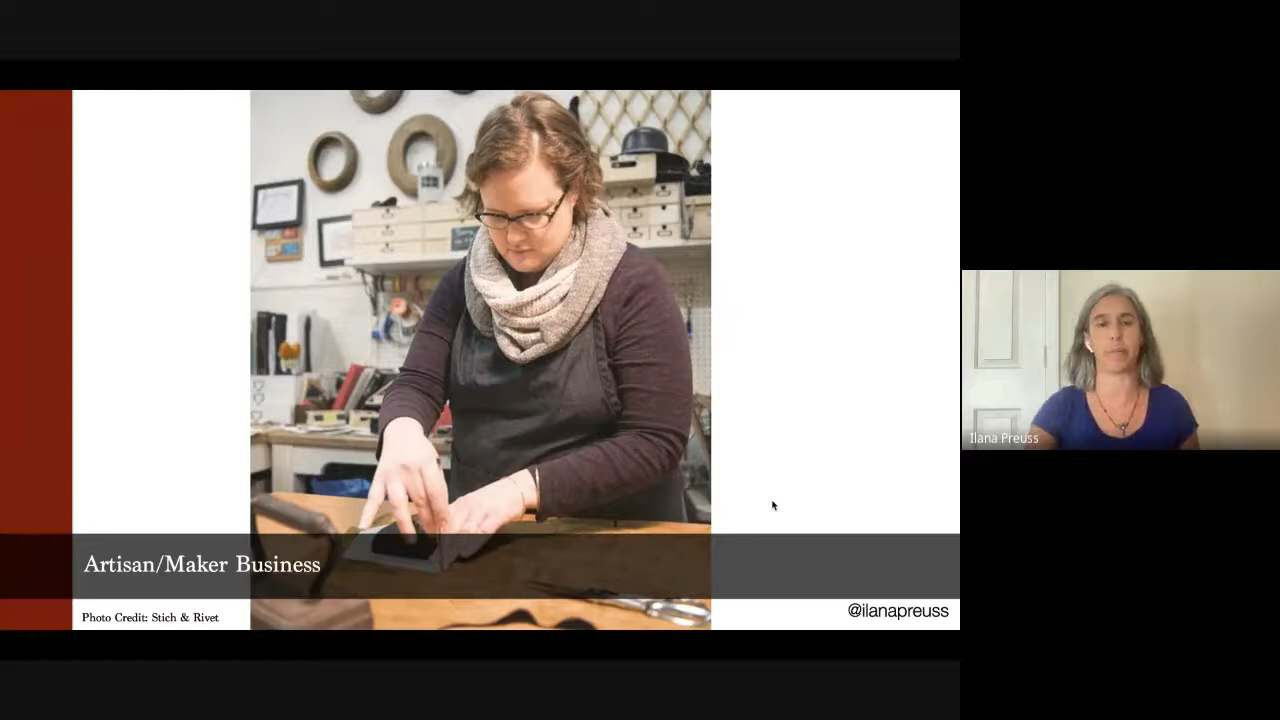 Artisan/Maker Business
Photo Credit: Stich & Rivet
@ilanapreuss
Ilana Preuss